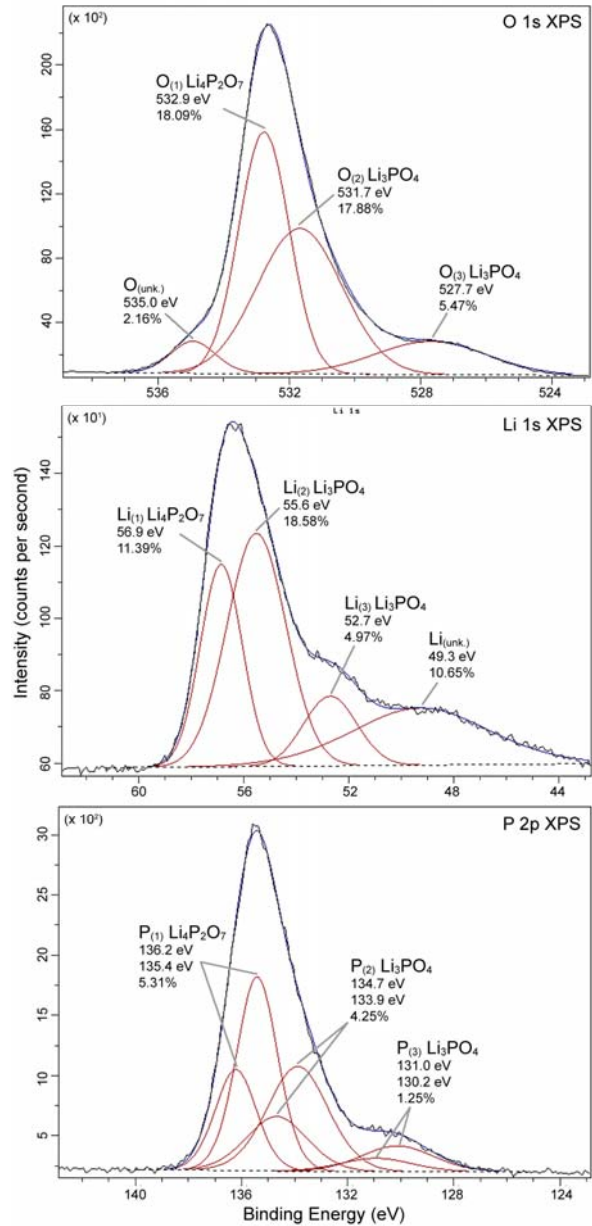 (x 10²)
O 1s XPS
O(1) Li₄P₂O₇
532.9 eV
18.09%
O(2) Li₃PO₄
531.7 eV
17.88%
O(unk.)
535.0 eV
2.16%
O(3) Li₃PO₄
527.7 eV
5.47%
200
160
120
80
40
536 532 528 524
Li 1s
(x 10¹)
Li 1s XPS
Li(1) Li₄P₂O₇
56.9 eV
11.39%
Li(2) Li₃PO₄
55.6 eV
18.58%
Li(3) Li₃PO₄
52.7 eV
4.97%
Li(unk.)
49.3 eV
10.65%
140
120
100
80
60
60 56 52 48 44
Intensity (counts per second)
(x 10²)
P 2p XPS
P(1) Li₄P₂O₇
136.2 eV
135.4 eV
5.31%
P(2) Li₃PO₄
134.7 eV
133.9 eV
4.25%
P(3) Li₃PO₄
131.0 eV
130.2 eV
1.25%
30
25
20
15
10
5
140 136 132 128 124
Binding Energy (eV)